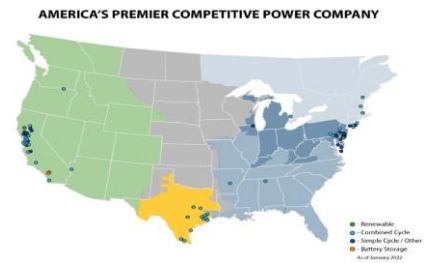 AMERICA'S PREMIER COMPETITIVE POWER COMPANY
- Renewable
- Combined Cycle
- Simple Cycle / Other
- Battery Storage
As of January 2022